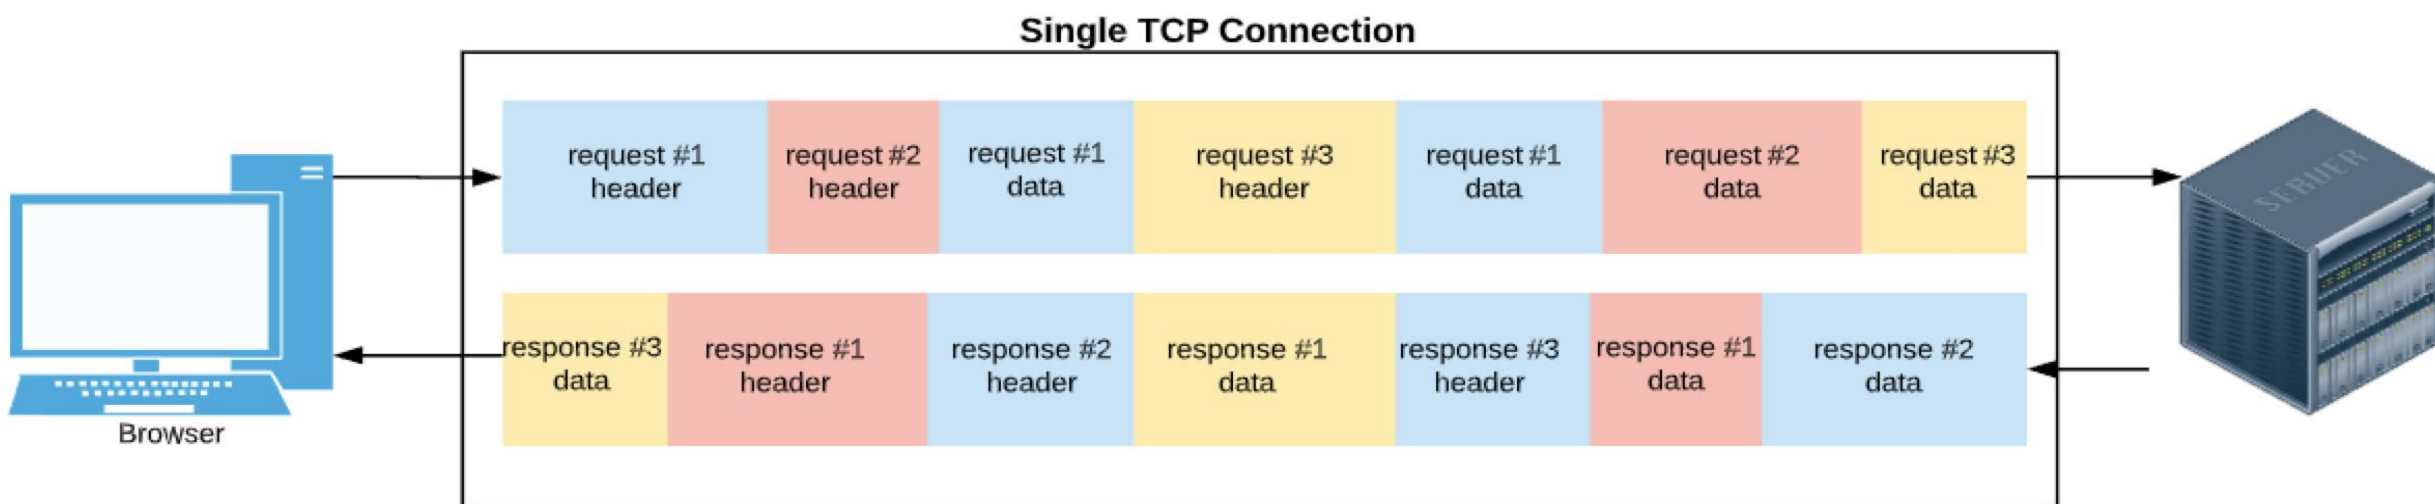 Single TCP Connection
request #1
header
request #2
header
request #1
data
request #3
header
request #1
data
request #2
data
request #3
data
SERVER
response #3
data
response #1
header
response #2
header
response #1
data
response #3
header
response #1
data
response #2
data
Browser